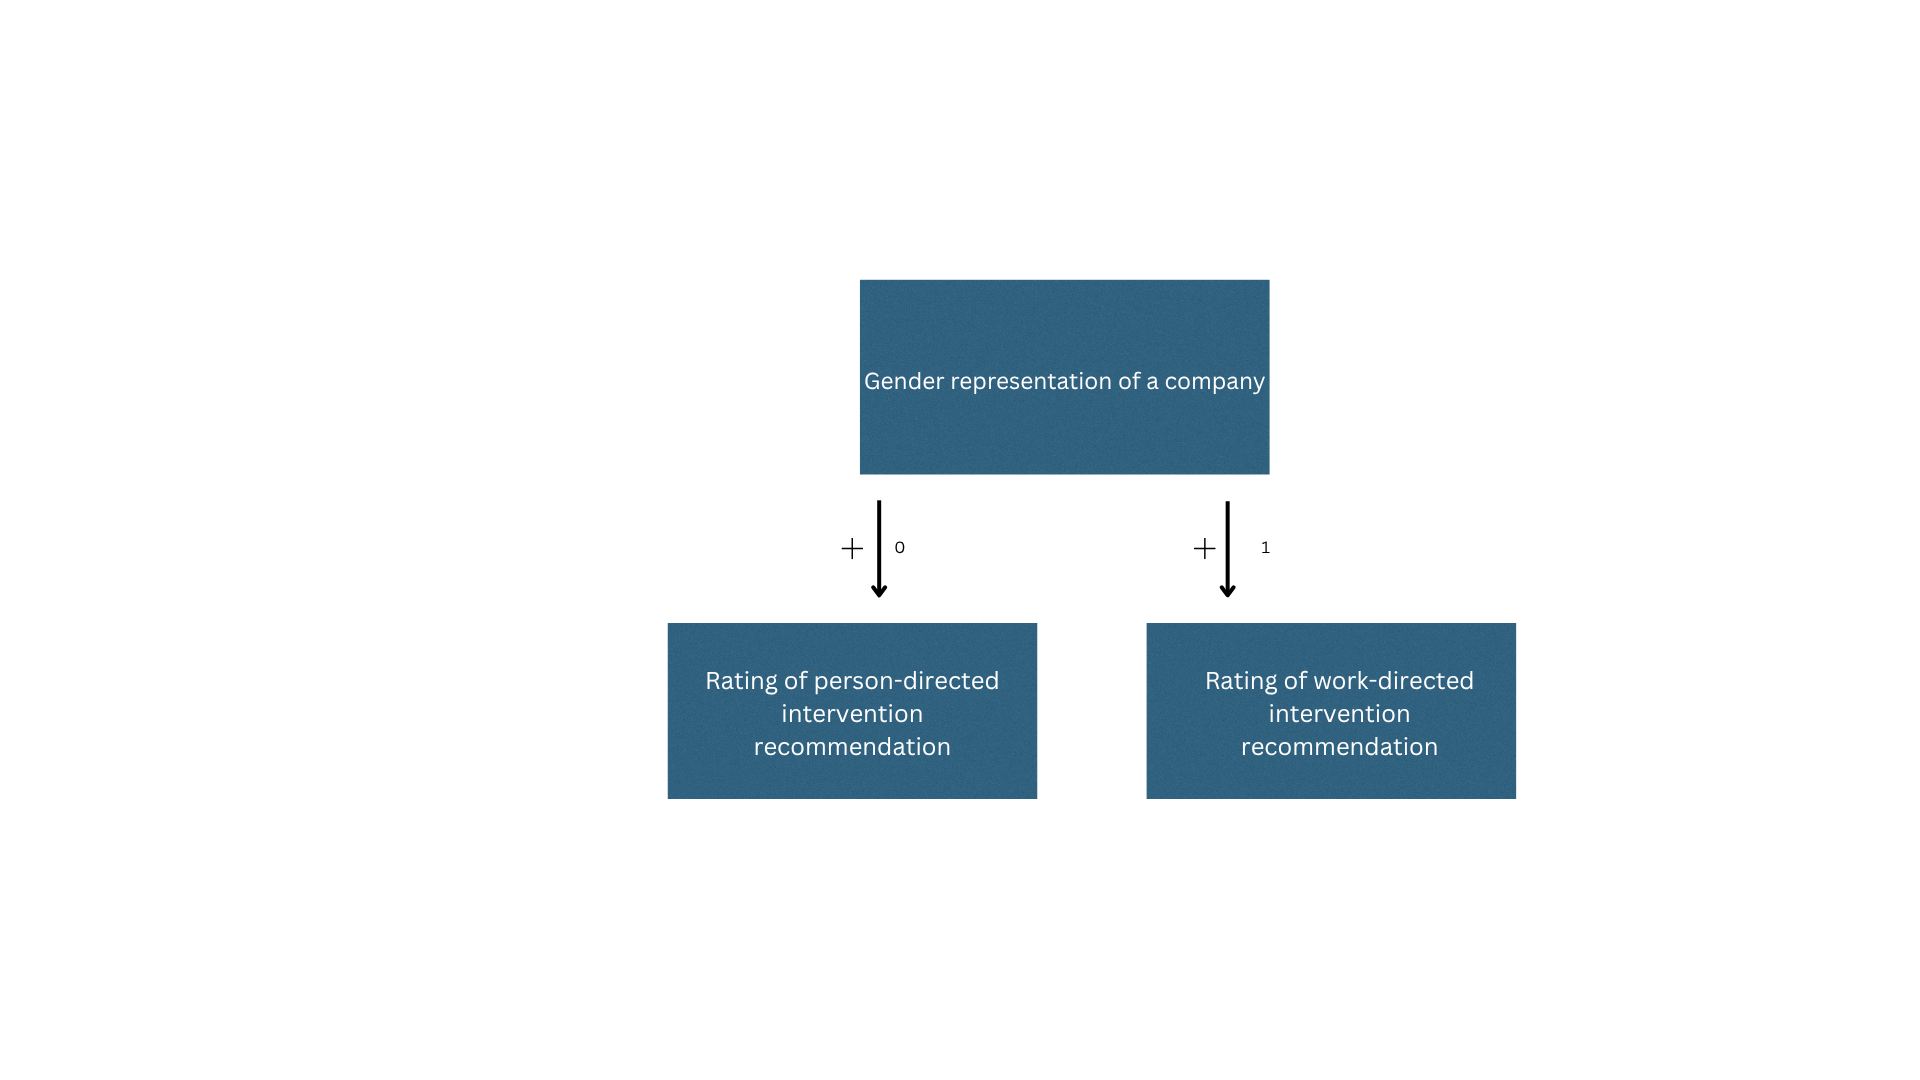 Gender representation of a company
+ 0
+ 1
Rating of person-directed
intervention
recommendation
Rating of work-directed
intervention
recommendation